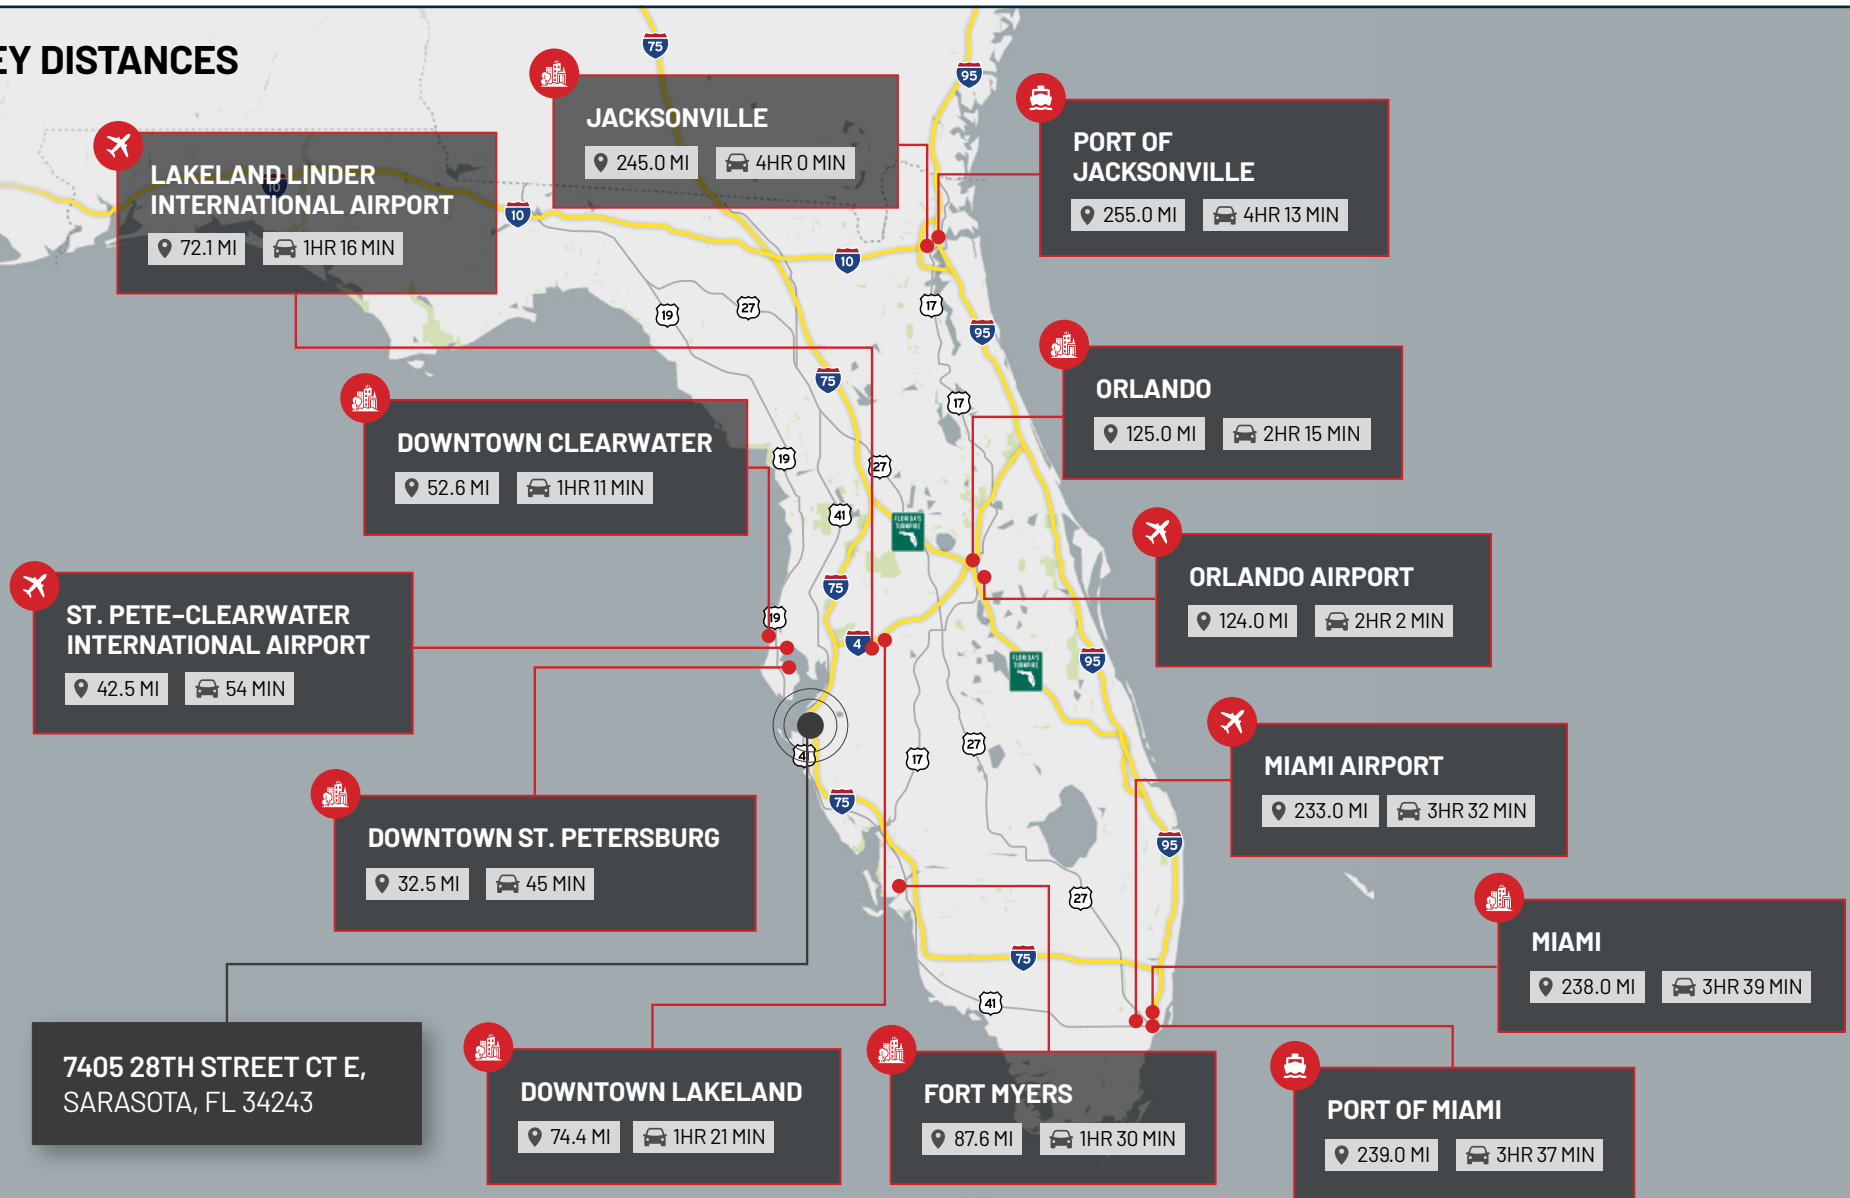 EY DISTANCES
JACKSONVILLE
245.0 MI 4HR 0 MIN
PORT OF
JACKSONVILLE
255.0 MI 4HR 13 MIN
LAKELAND LINDER
INTERNATIONAL AIRPORT
72.1 MI 1HR 16 MIN
ORLANDO
125.0 MI 2HR 15 MIN
DOWNTOWN CLEARWATER
52.6 MI 1HR 11 MIN
ORLANDO AIRPORT
124.0 MI 2HR 2 MIN
ST. PETE-CLEARWATER
INTERNATIONAL AIRPORT
42.5 MI 54 MIN
MIAMI AIRPORT
233.0 MI 3HR 32 MIN
DOWNTOWN ST. PETERSBURG
32.5 MI 45 MIN
MIAMI
238.0 MI 3HR 39 MIN
7405 28TH STREET CT E,
SARASOTA, FL 34243
DOWNTOWN LAKELAND
74.4 MI 1HR 21 MIN
FORT MYERS
87.6 MI 1HR 30 MIN
PORT OF MIAMI
239.0 MI 3HR 37 MIN
75
95
10
10
10
19
27
17
95
75
17
19
27
41
FLORIDA'S
TURNPIKE
75
19
4
95
FLORIDA'S
TURNPIKE
27
17
75
95
27
75
41